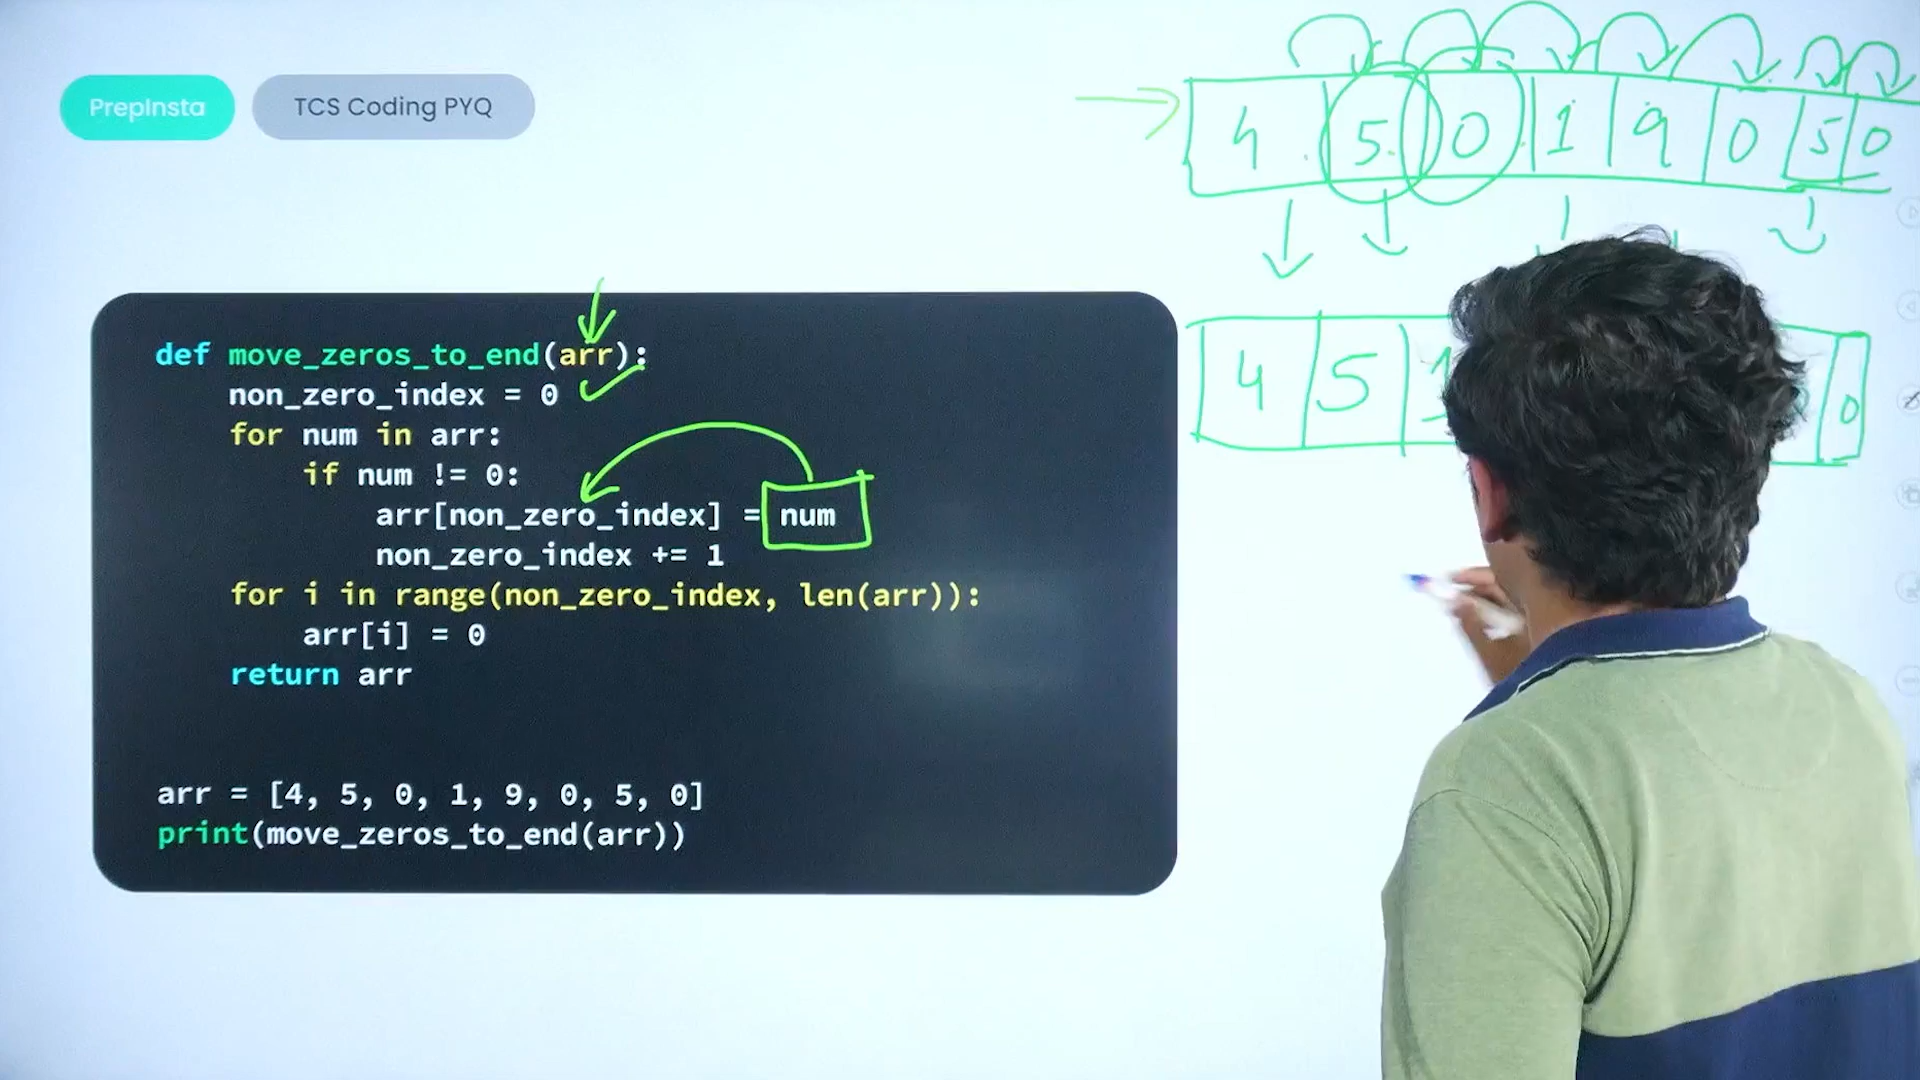 PrepInsta TCS Coding PYQ
4 5 0 1 9 0 5 0
4 5 1 0
def move_zeros_to_end(arr):
    non_zero_index = 0
    for num in arr:
        if num != 0:
            arr[non_zero_index] = num
            non_zero_index += 1
    for i in range(non_zero_index, len(arr)):
        arr[i] = 0
    return arr
arr = [4, 5, 0, 1, 9, 0, 5, 0]
print(move_zeros_to_end(arr))